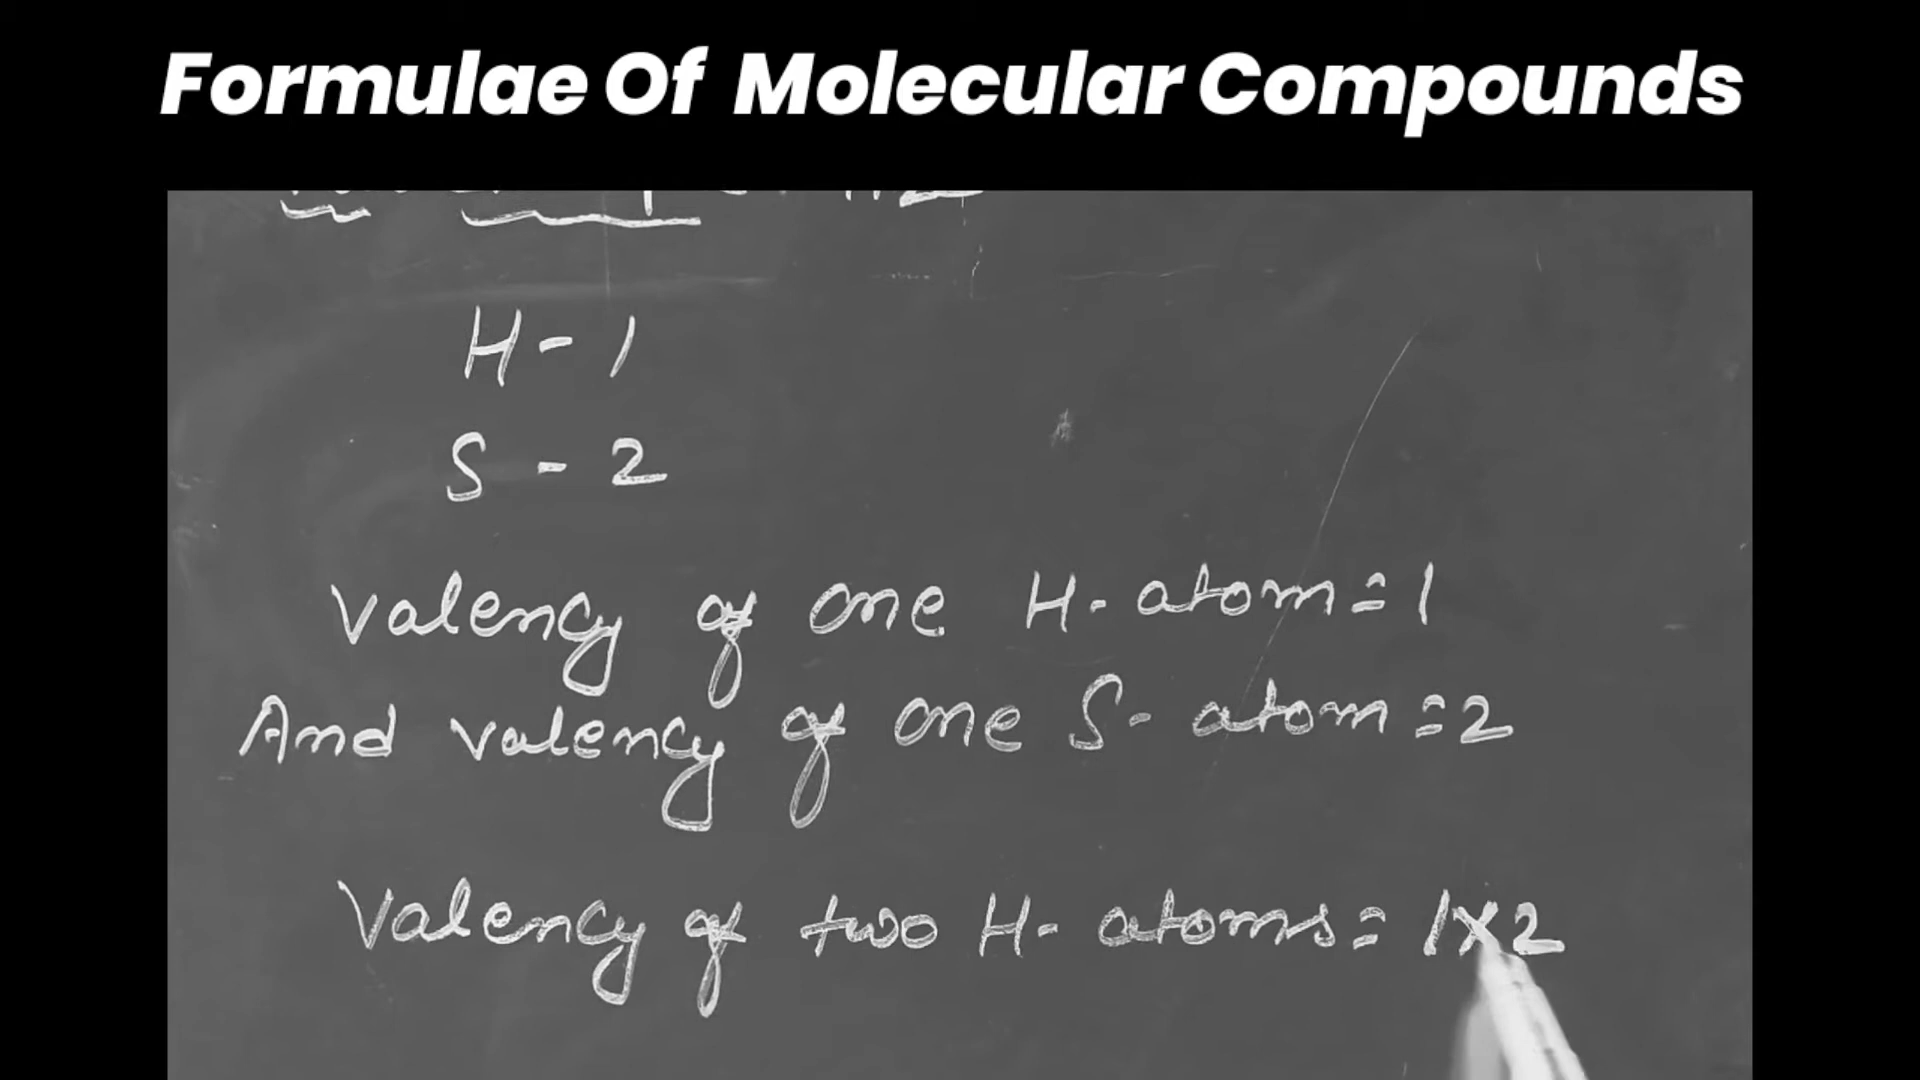 Formulae Of Molecular Compounds
H - 1
S - 2
Valency of one H- atom = 1
And valency of one S- atom = 2
Valency of two H- atoms = 1x2